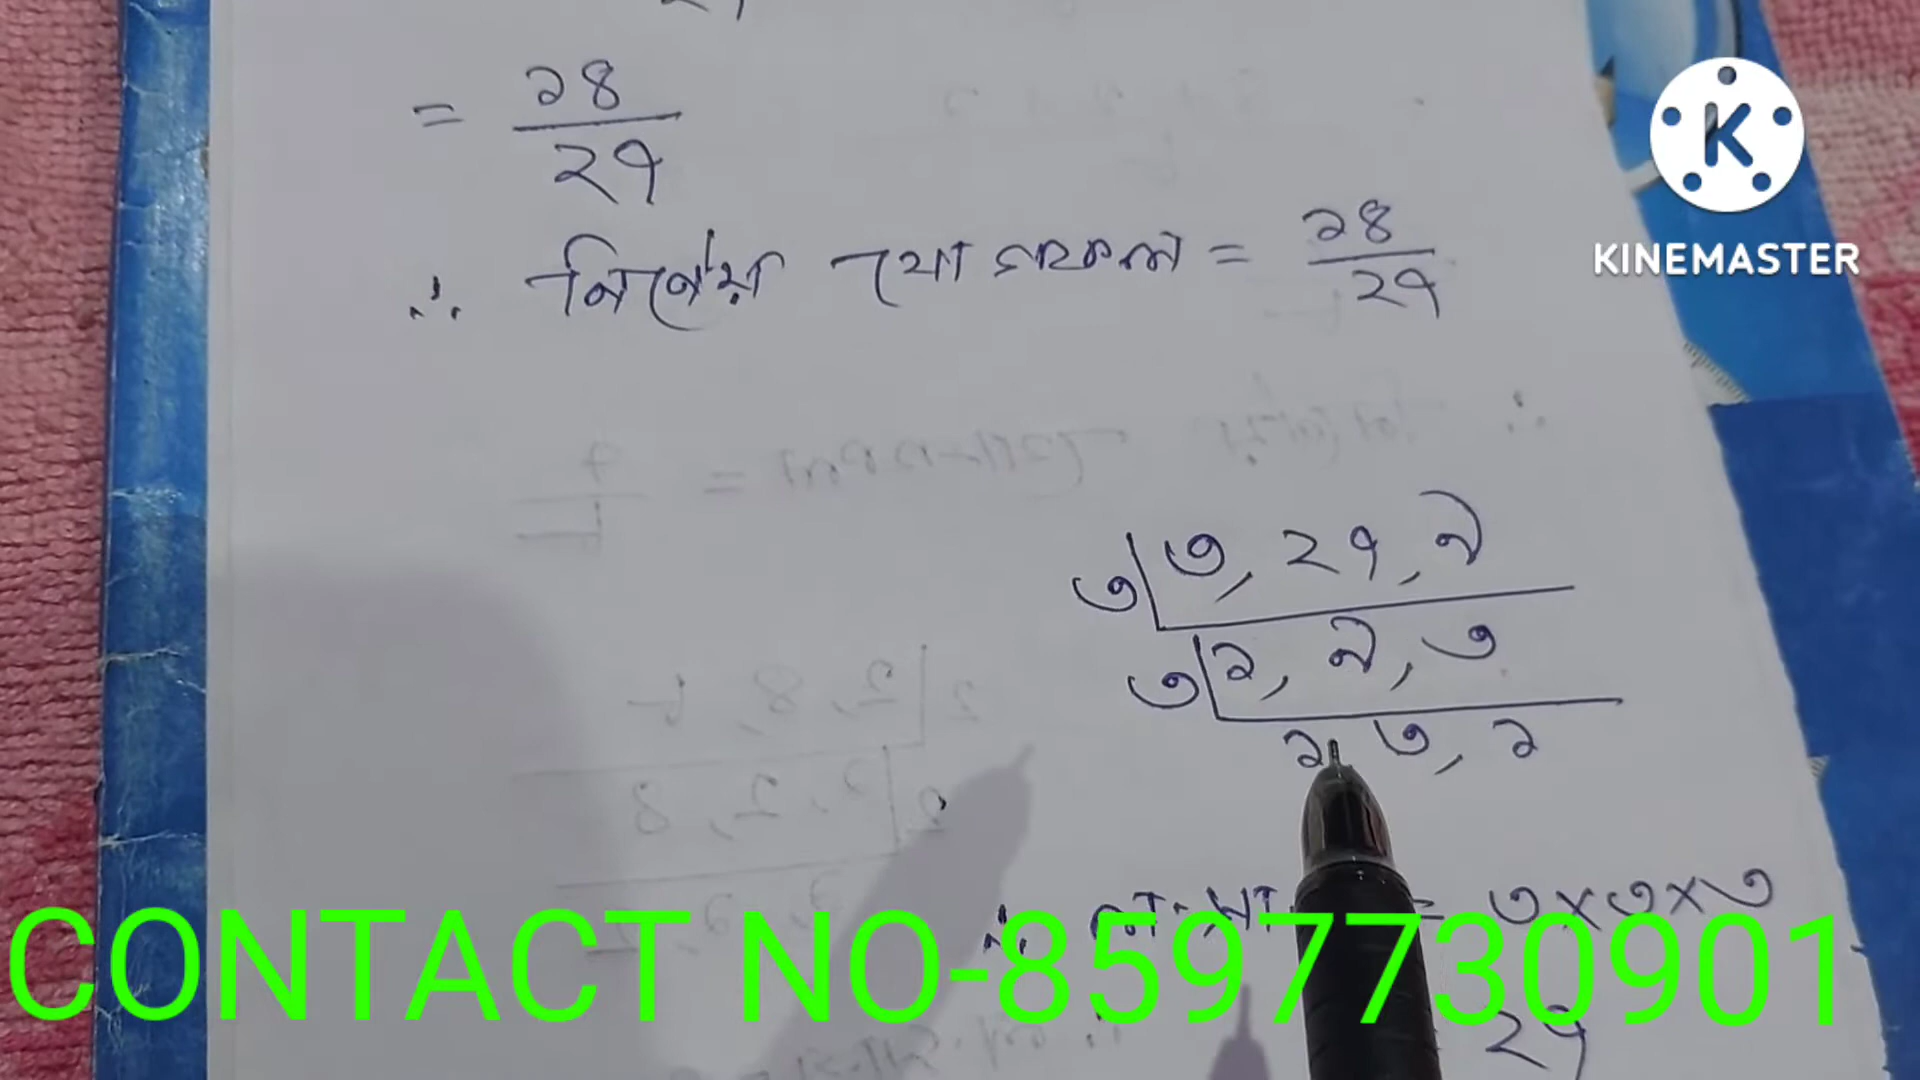 = ১৪
২৭
∴ নির্ণেয় যোগফল = ১৪
২৭
KINEMASTER
৩ | ৩, ২৭, ৯
৩ | ১, ৯, ৩
১, ৩, ১
∴ ল.সা = ৩×৩×৩
CONTACT NO-8597730901
২৭